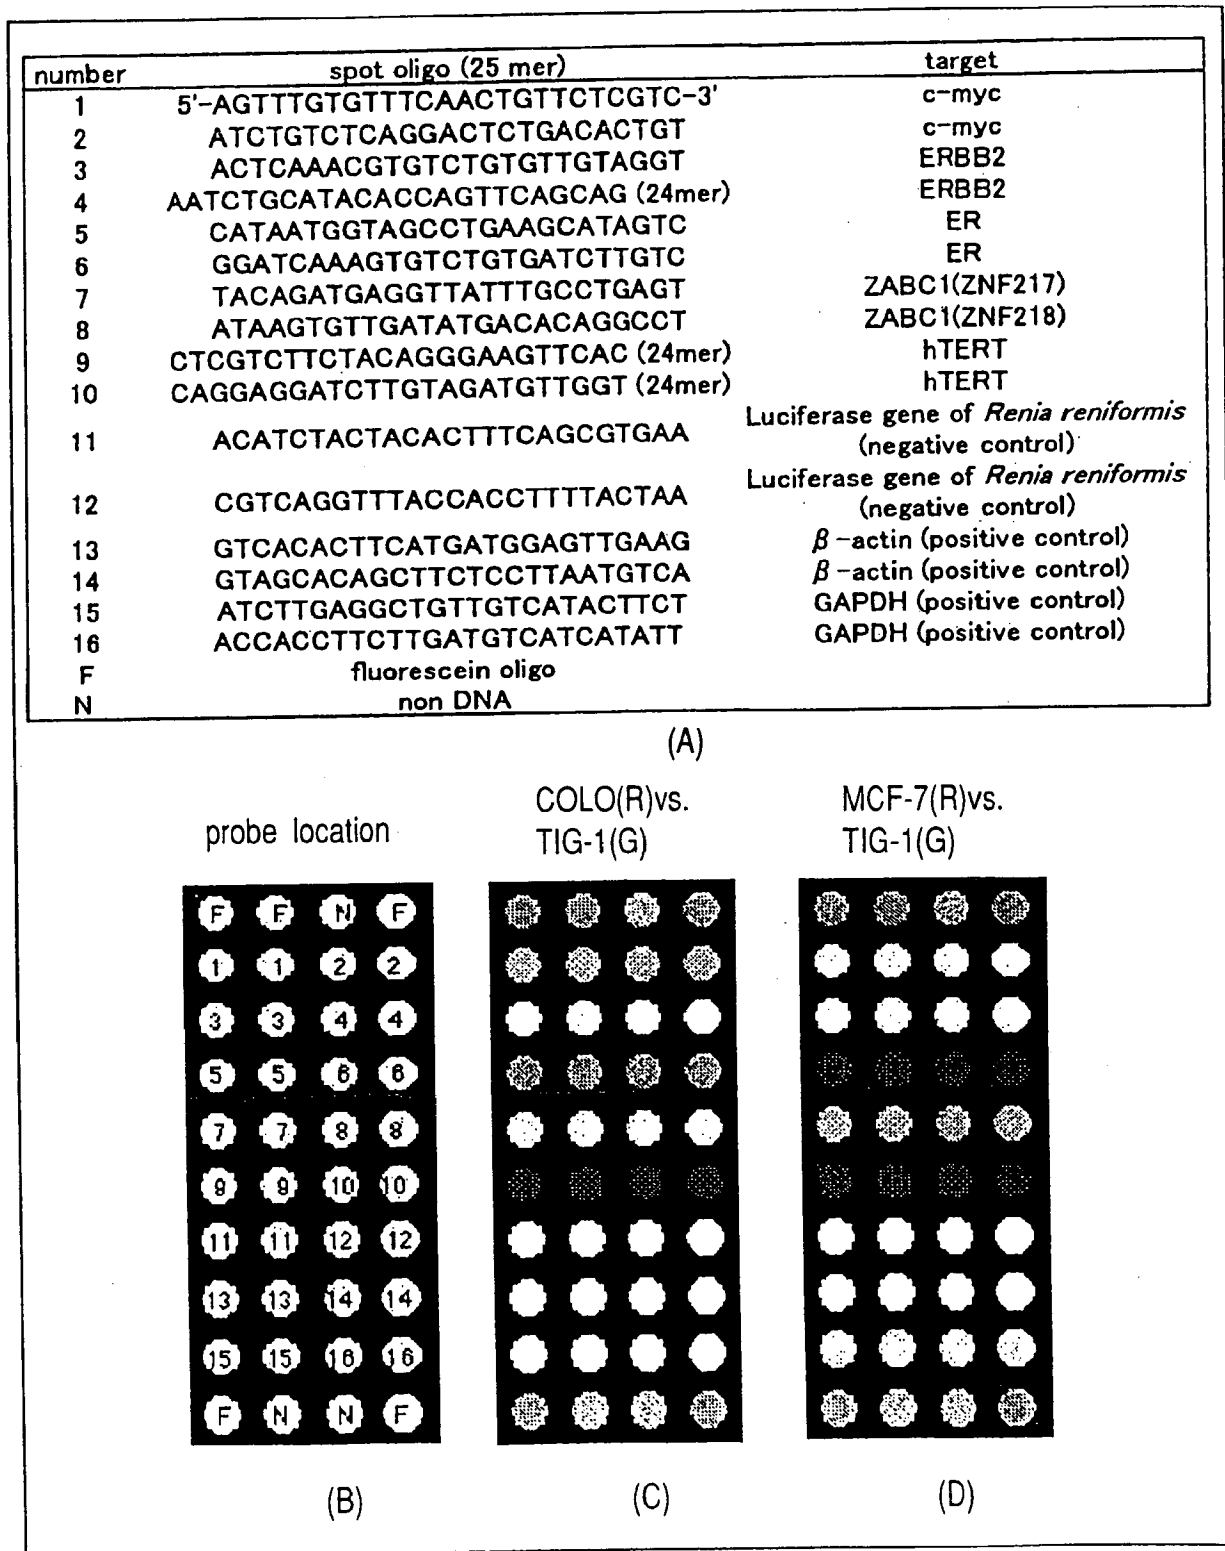 number spot oligo (25 mer) target
1 5'-AGTTTGTGTTTCAACTGTTCTCGTC-3' c-myc
2 ATCTGTCTCAGGACTCTGACACTGT c-myc
3 ACTCAAACGTGTCTGTGTTGTAGGT ERBB2
4 AATCTGCATACACCAGTTCAGCAG (24mer) ERBB2
5 CATAATGGTAGCCTGAAGCATAGTC ER
6 GGATCAAAGTGTCTGTGATCTTGTC ER
7 TACAGATGAGGTTATTTGCCTGAGT ZABC1(ZNF217)
8 ATAAGTGTTGATATGACACAGGCCT ZABC1(ZNF218)
9 CTCGTCTTCTACAGGGAAGTTCAC (24mer) hTERT
10 CAGGAGGATCTTGTAGATGTTGGT (24mer) hTERT
11 ACATCTACTACACTTTCAGCGTGAA Luciferase gene of Renia reniformis
(negative control)
12 CGTCAGGTTTACCACCTTTTACTAA Luciferase gene of Renia reniformis
(negative control)
13 GTCACACTTCATGATGGAGTTGAAG β-actin (positive control)
14 GTAGCACAGCTTCTCCTTAATGTCA β-actin (positive control)
15 ATCTTGAGGCTGTTGTCATACTTCT GAPDH (positive control)
16 ACCACCTTCTTGATGTCATCATATT GAPDH (positive control)
F fluorescein oligo
N non DNA
(A)
probe location
COLO(R)vs.
TIG-1(G)
MCF-7(R)vs.
TIG-1(G)
F F N F
1 1 2 2
3 3 4 4
5 5 6 6
7 7 8 8
9 9 10 10
11 11 12 12
13 13 14 14
15 15 16 16
F N N F
(B) (C) (D)